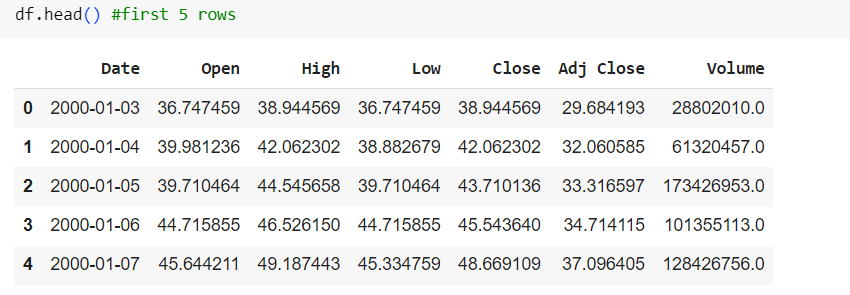 df.head() #first 5 rows
Date Open High Low Close Adj Close Volume
0 2000-01-03 36.747459 38.944569 36.747459 38.944569 29.684193 28802010.0
1 2000-01-04 39.981236 42.062302 38.882679 42.062302 32.060585 61320457.0
2 2000-01-05 39.710464 44.545658 39.710464 43.710136 33.316597 173426953.0
3 2000-01-06 44.715855 46.526150 44.715855 45.543640 34.714115 101355113.0
4 2000-01-07 45.644211 49.187443 45.334759 48.669109 37.096405 128426756.0